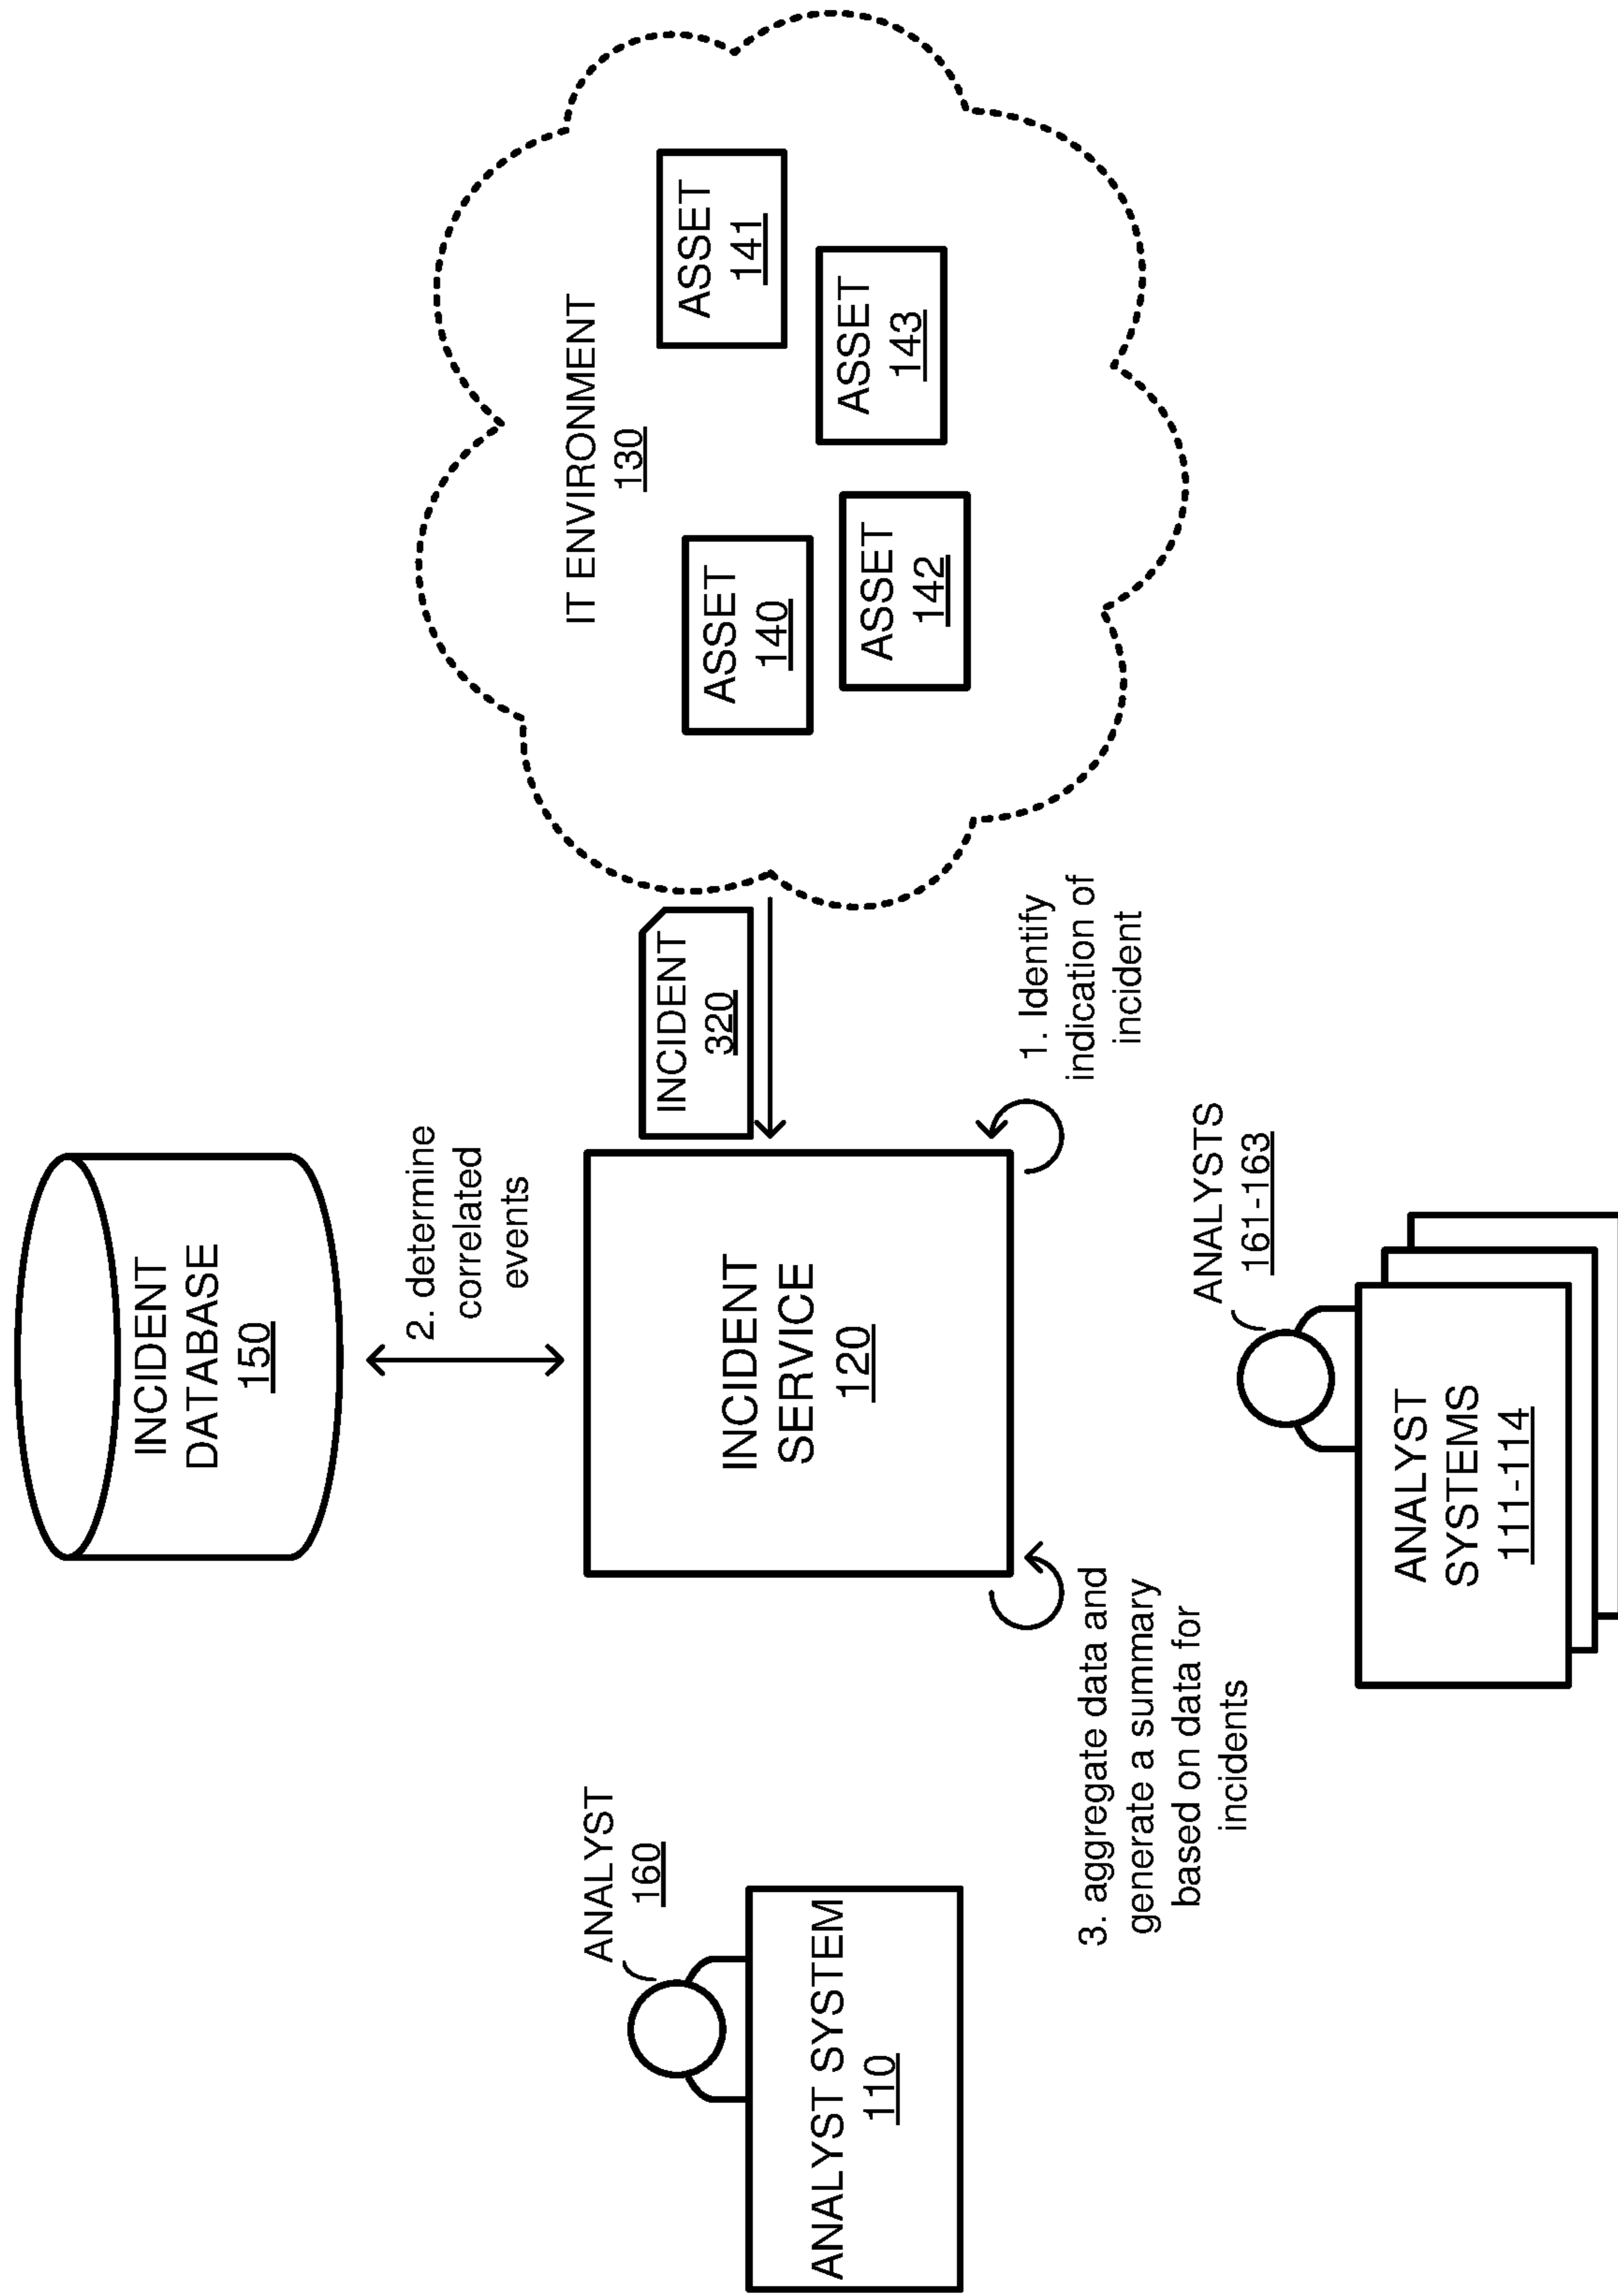 INCIDENT
DATABASE
150
2. determine
correlated
events
IT ENVIRONMENT
130
ASSET
140
ASSET
141
ASSET
142
ASSET
143
INCIDENT
320
ANALYST
160
ANALYST SYSTEM
110
INCIDENT
SERVICE
120
1. Identify
indication of
incident
3. aggregate data and
generate a summary
based on data for
incidents
ANALYSTS
161-163
ANALYST
SYSTEMS
111-114